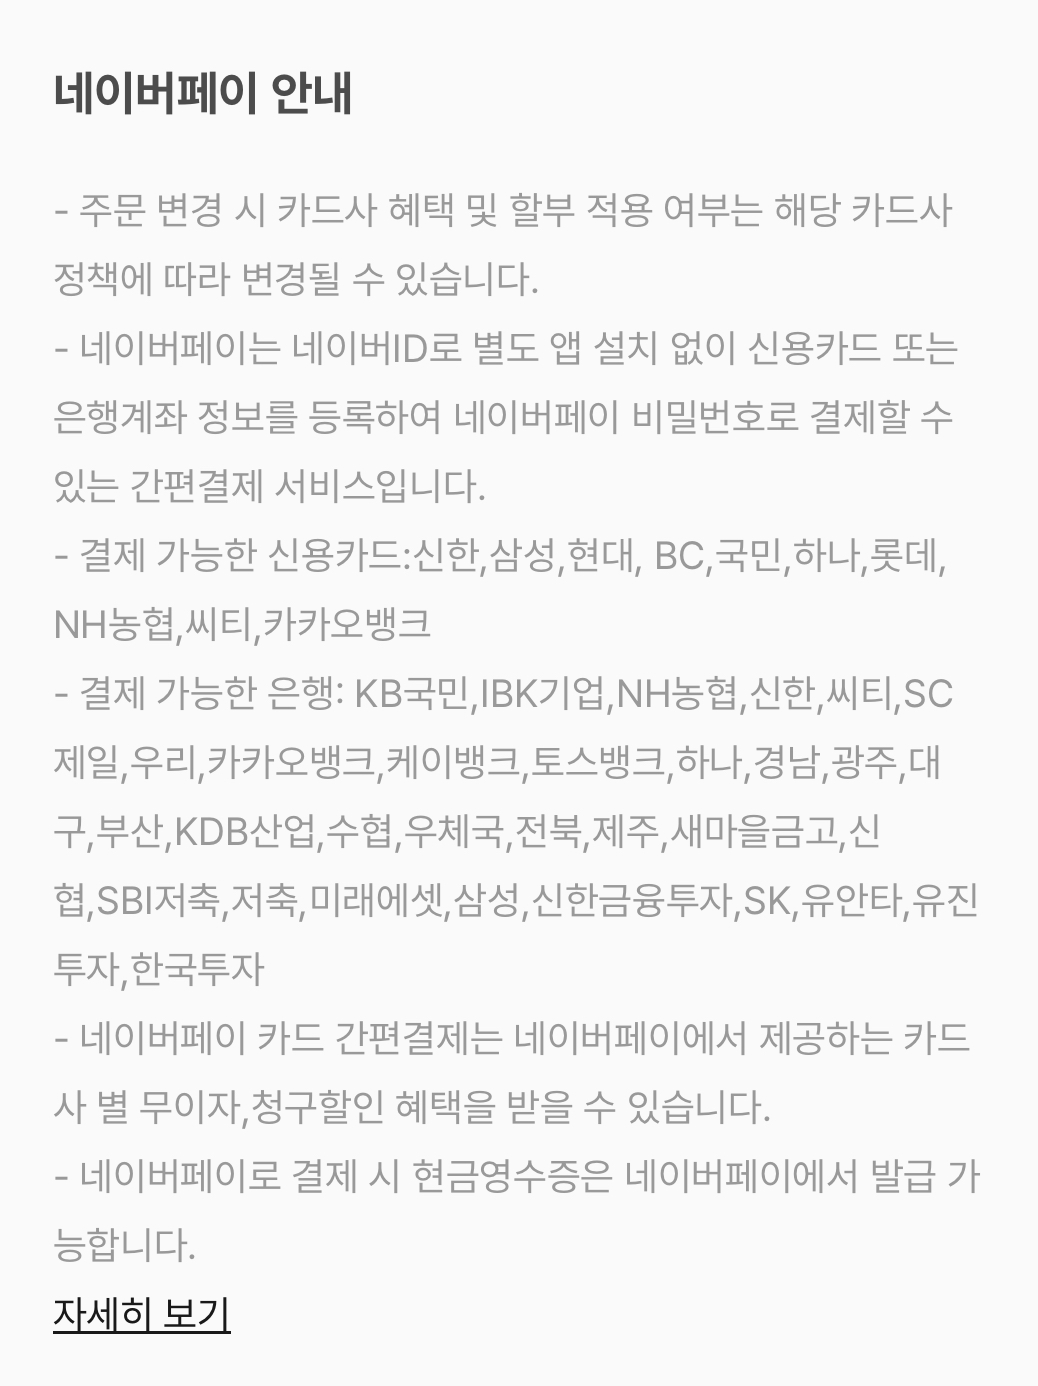 네이버페이 안내
- 주문 변경 시 카드사 혜택 및 할부 적용 여부는 해당 카드사
정책에 따라 변경될 수 있습니다.
- 네이버페이는 네이버ID로 별도 앱 설치 없이 신용카드 또는
은행계좌 정보를 등록하여 네이버페이 비밀번호로 결제할 수
있는 간편결제 서비스입니다.
- 결제 가능한 신용카드:신한,삼성,현대, BC,국민,하나,롯데,
NH농협,씨티,카카오뱅크
- 결제 가능한 은행: KB국민,IBK기업,NH농협,신한,씨티,SC
제일,우리,카카오뱅크,케이뱅크,토스뱅크,하나,경남,광주,대
구,부산,KDB산업,수협,우체국,전북,제주,새마을금고,신
협,SBI저축,저축,미래에셋,삼성,신한금융투자,SK,유안타,유진
투자,한국투자
- 네이버페이 카드 간편결제는 네이버페이에서 제공하는 카드
사 별 무이자,청구할인 혜택을 받을 수 있습니다.
- 네이버페이로 결제 시 현금영수증은 네이버페이에서 발급 가
능합니다.
자세히 보기